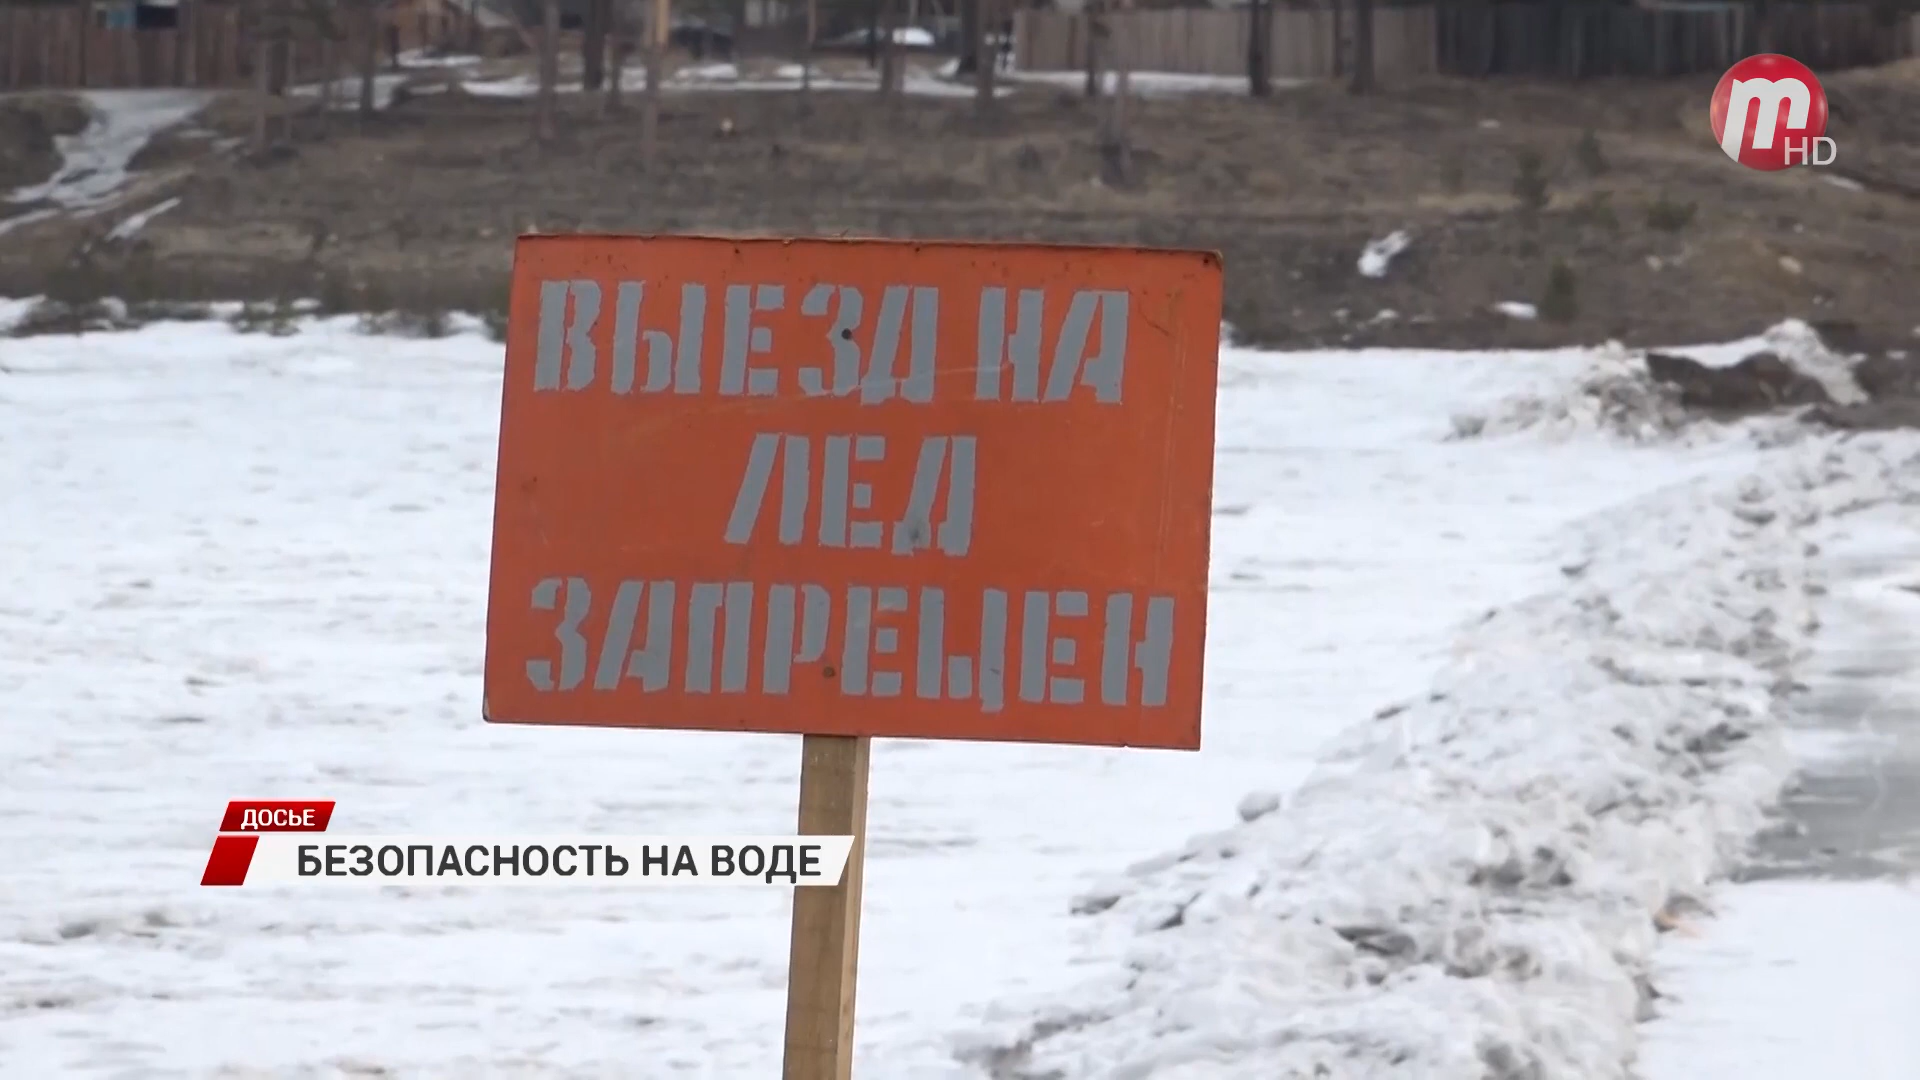 m HD
ВЫЕЗД НА
ЛЕД
ЗАПРЕЩЕН
ДОСЬЕ
БЕЗОПАСНОСТЬ НА ВОДЕ